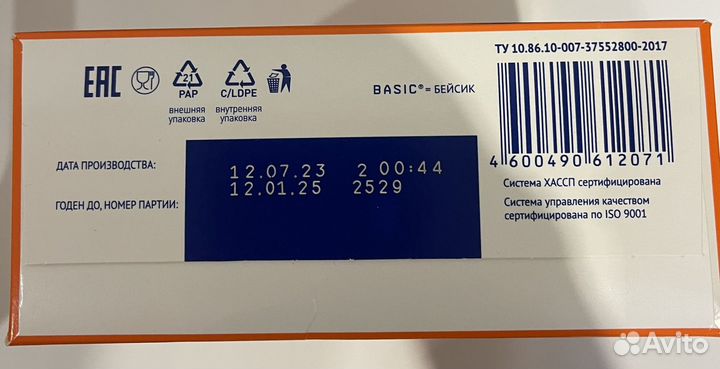 ТУ 10.86.10-007-37552800-2017
EAC
21
PAP
C/LDPE
внешняя
упаковка
внутренняя
упаковка
BASIC®= БЕЙСИК
ДАТА ПРОИЗВОДСТВА:
12.07.23 2 00:44
ГОДЕН ДО, НОМЕР ПАРТИИ:
12.01.25 2529
4 600490 612071
Система ХАССП сертифицирована
Система управления качеством
сертифицирована по ISO 9001
Avito